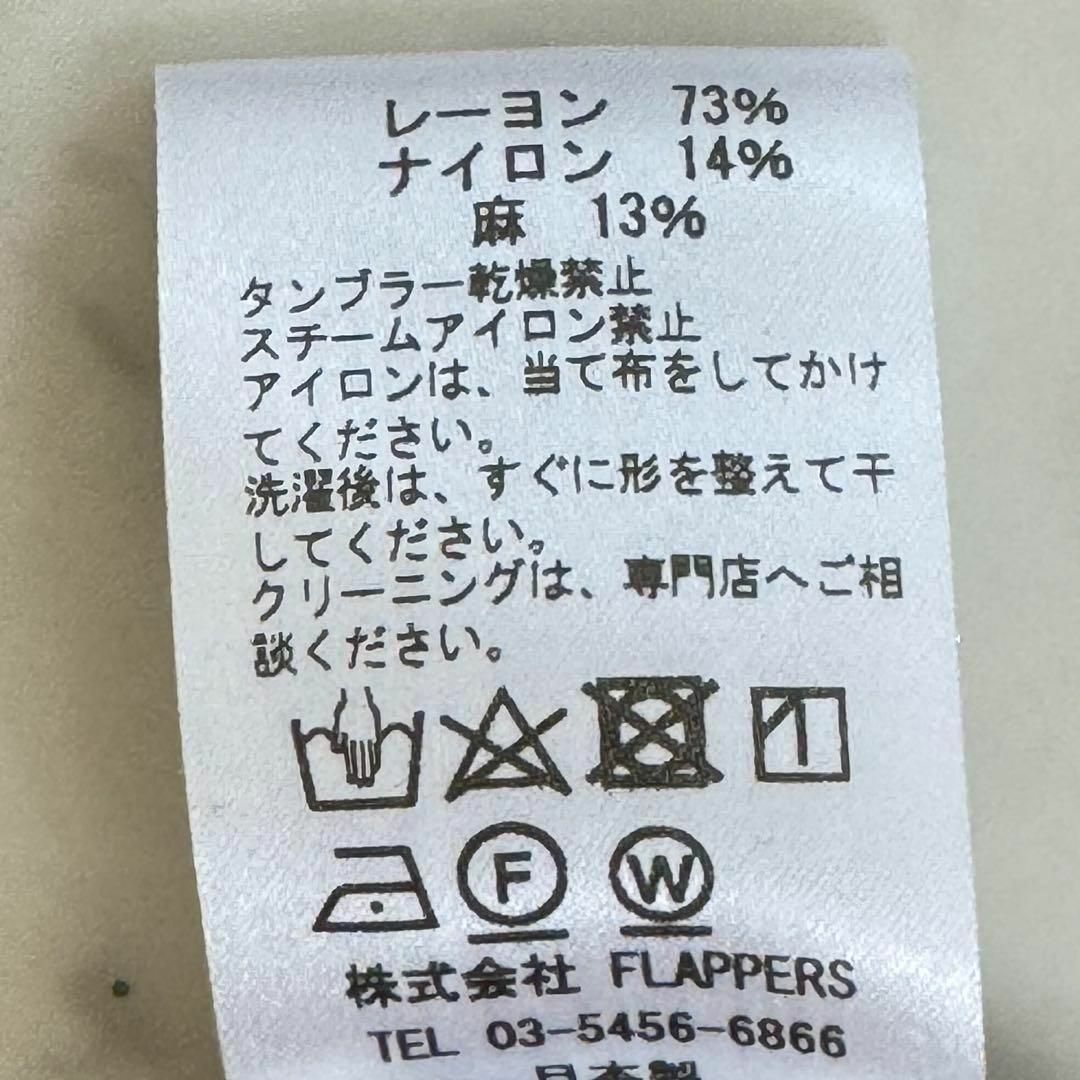 レーヨン 73%
ナイロン 14%
麻 13%
タンブラー乾燥禁止
スチームアイロン禁止
アイロンは、当て布をしてかけ
てください。
洗濯後は、すぐに形を整えて干
してください。
クリーニングは、専門店へご相
談ください。
F W
株式会社 FLAPPERS
TEL 03-5456-6866
日本製